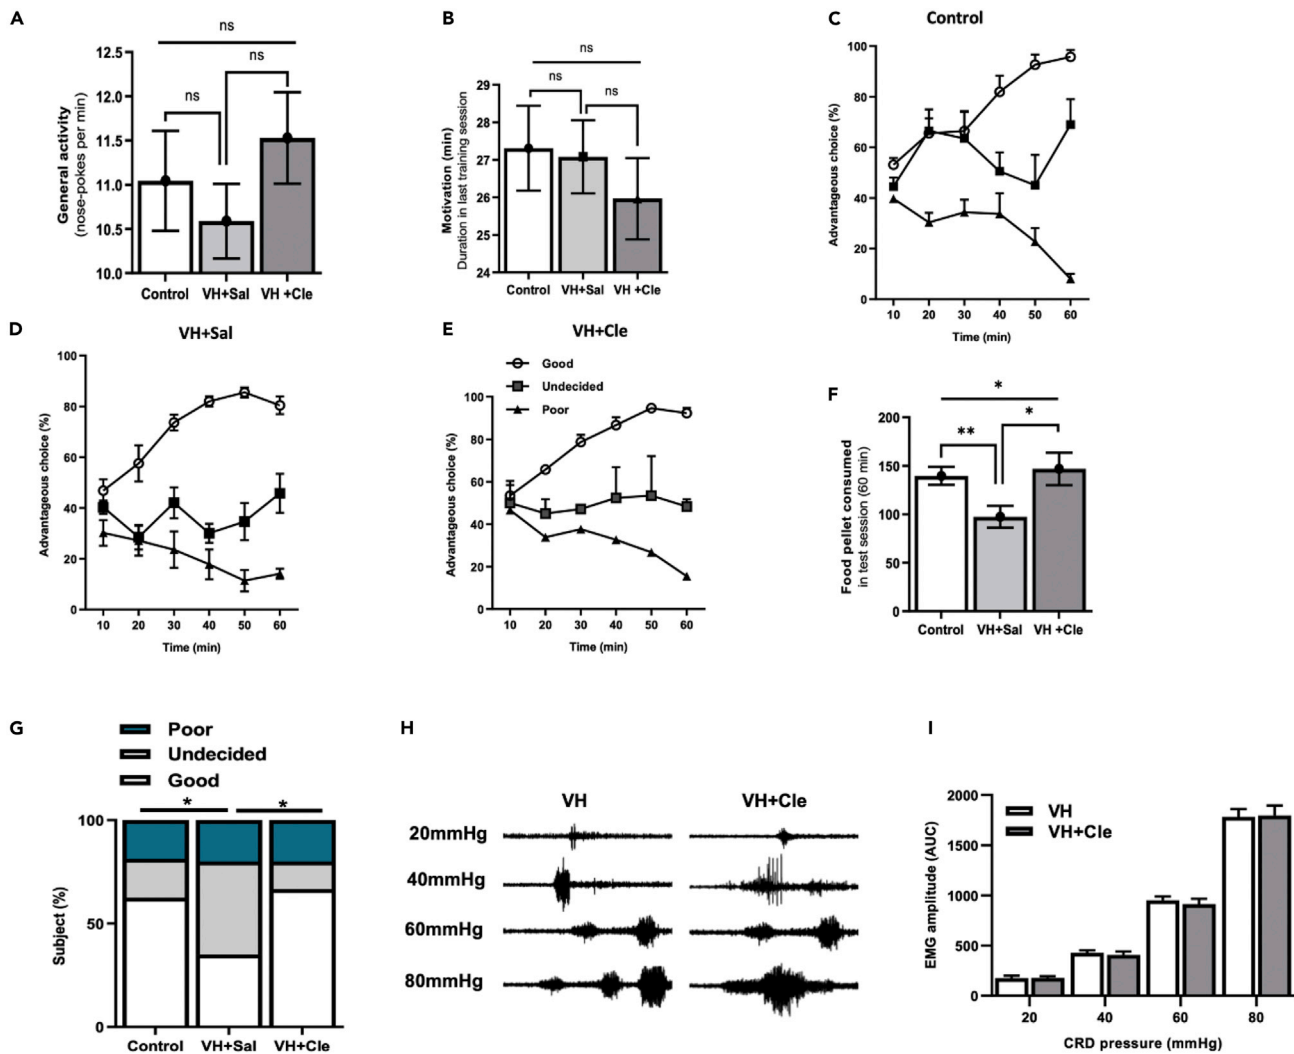 A
ns
ns
ns
General activity
(nose-pokes per min)
12.5
12.0
11.5
11.0
10.5
10.0
Control
VH+Sal
VH +Cle
B
ns
ns
ns
Motivation (min)
Duration in last training session
29
28
27
26
25
24
Control
VH+Sal
VH +Cle
C
Control
Advantageous choice (%)
100
80
60
40
20
0
10
20
30
40
50
60
Time (min)
D
VH+Sal
Advantageous choice (%)
100
80
60
40
20
0
10
20
30
40
50
60
Time (min)
E
VH+Cle
Good
Undecided
Poor
Advantageous choice (%)
100
80
60
40
20
0
10
20
30
40
50
60
Time (min)
F
*
**
*
Food pellet consumed
in test session (60 min)
200
150
100
50
0
Control
VH+Sal
VH +Cle
G
Poor
Undecided
Good
*
*
Subject (%)
100
50
0
Control
VH+Sal
VH+Cle
H
VH
VH+Cle
20mmHg
40mmHg
60mmHg
80mmHg
I
VH
VH+Cle
EMG amplitude (AUC)
2000
1500
1000
500
0
20
40
60
80
CRD pressure (mmHg)